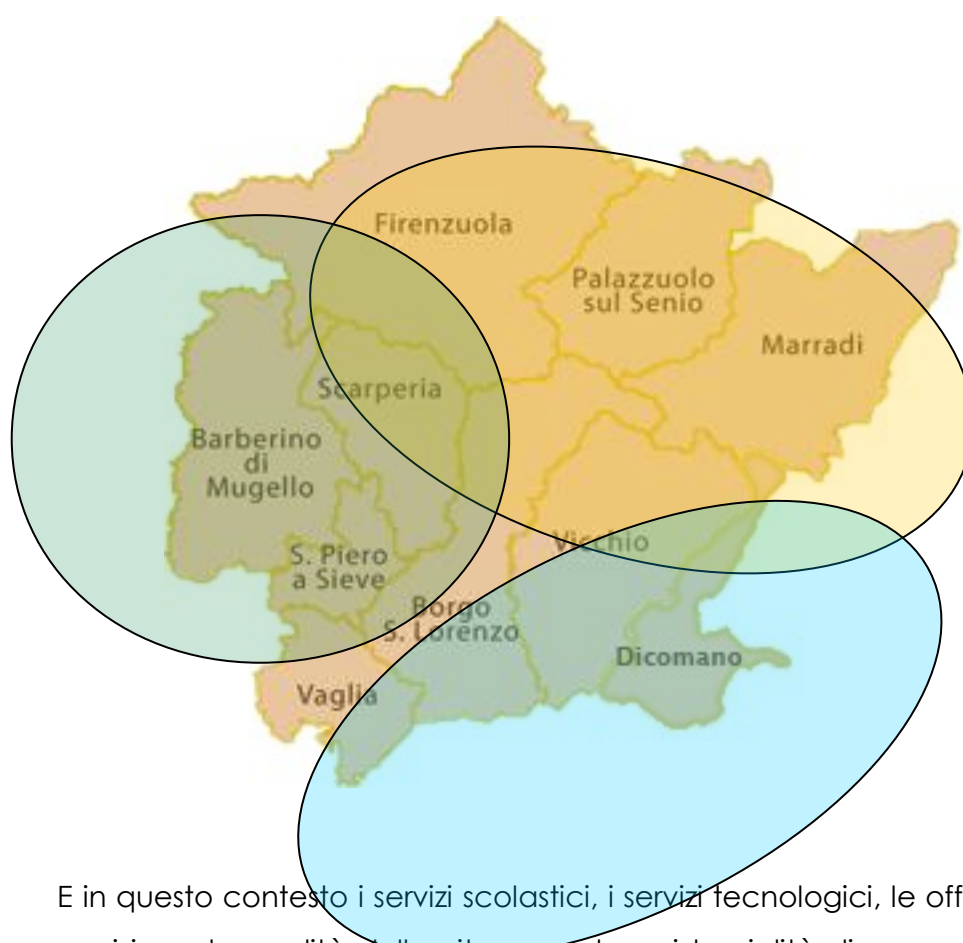 Firenzuola
Palazzuolo
sul Senio
Marradi
Scarperia
Barberino
di
Mugello
S. Piero
a Sieve
Vicchio
Borgo
S. Lorenzo
Dicomano
Vaglia
E in questo contesto i servizi scolastici, i servizi tecnologici, le off